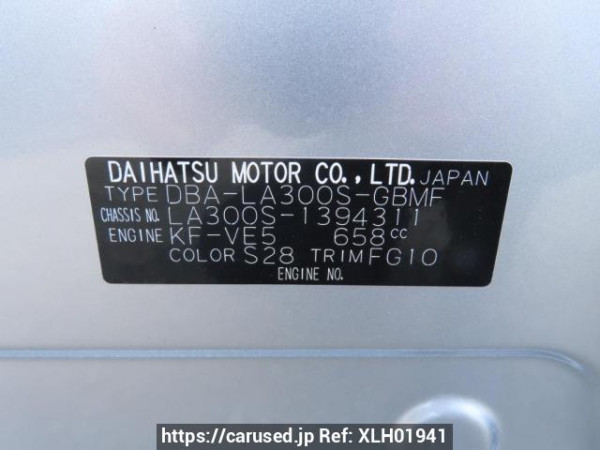 DAIHATSU MOTOR CO., LTD. JAPAN
TYPE DBA-LA300S-GBMF
CHASSIS NO. LA300S-1394311
ENGINE KF-VE5 658cc
COLOR S28 TRIM FG10
ENGINE NO.
https://carused.jp Ref: XLH01941